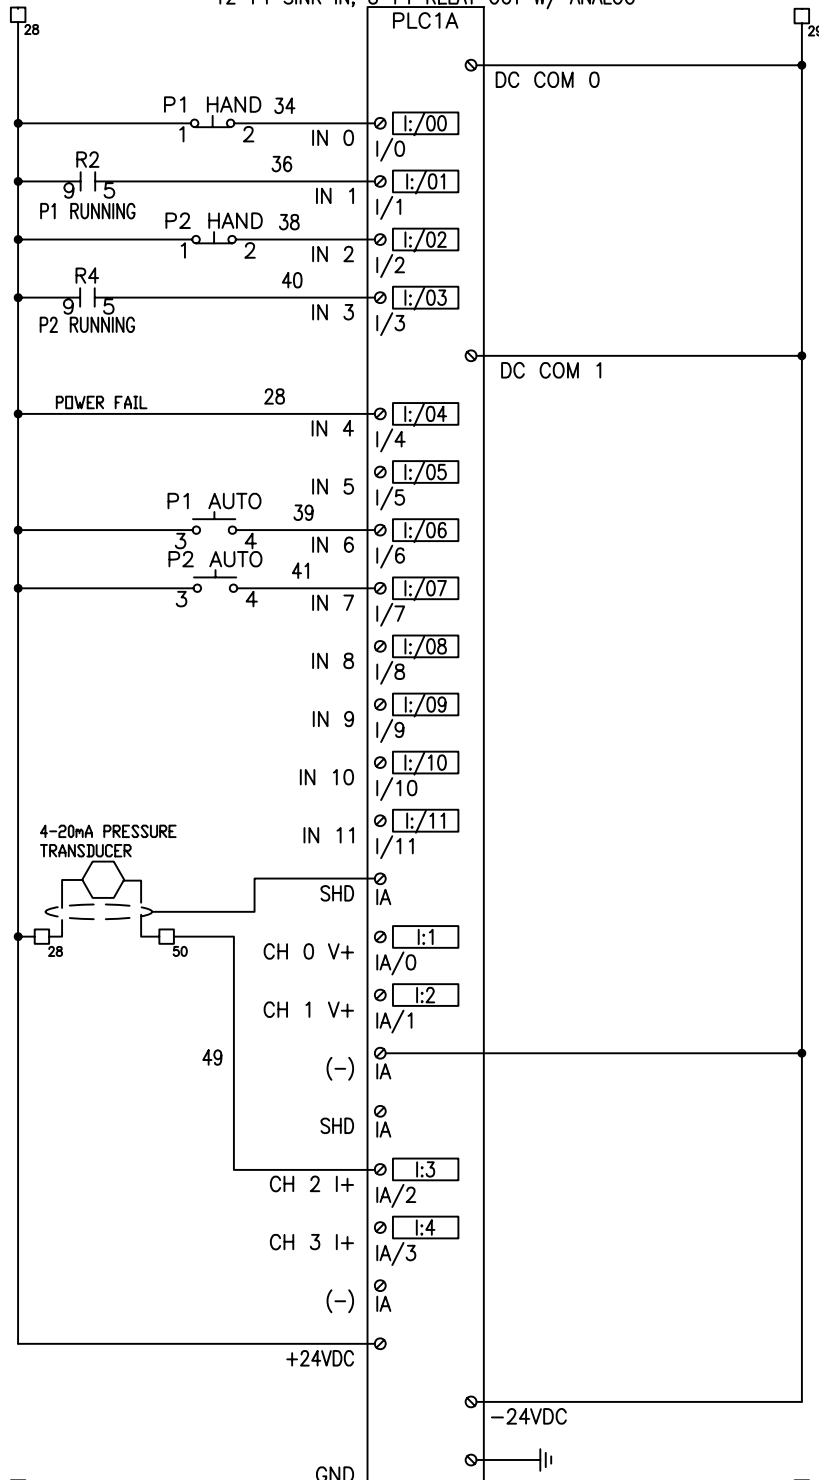 PLC1A
28
29
DC COM 0
P1 HAND 34
1 2
IN 0
I:/00
I/0
R2
36
9 5
IN 1
I:/01
I/1
P1 RUNNING
P2 HAND 38
1 2
IN 2
I:/02
I/2
R4
40
9 5
IN 3
I:/03
I/3
P2 RUNNING
DC COM 1
POWER FAIL
28
IN 4
I:/04
I/4
IN 5
I:/05
I/5
P1 AUTO
39
3 4
IN 6
I:/06
I/6
P2 AUTO
41
3 4
IN 7
I:/07
I/7
IN 8
I:/08
I/8
IN 9
I:/09
I/9
IN 10
I:/10
I/10
IN 11
I:/11
I/11
4-20mA PRESSURE
TRANSDUCER
SHD
IA
28
50
CH 0 V+
I:1
IA/0
CH 1 V+
I:2
IA/1
49
(-)
IA
SHD
IA
CH 2 I+
I:3
IA/2
CH 3 I+
I:4
IA/3
(-)
IA
+24VDC
-24VDC
GND